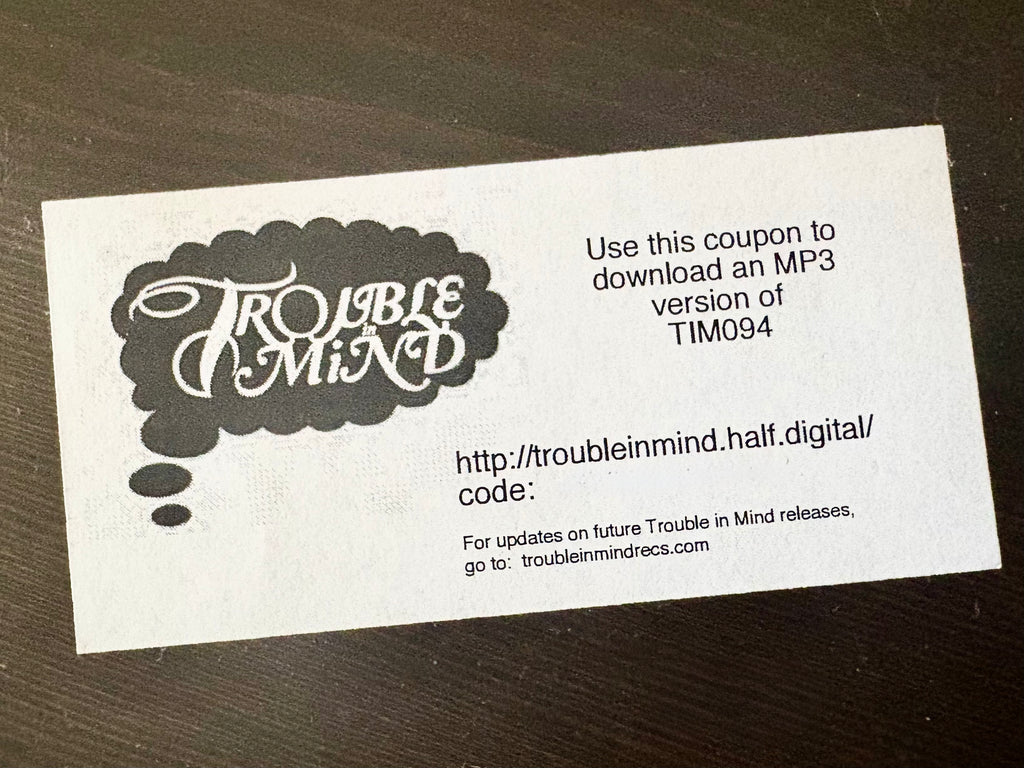 TROUBLE
in
MiND
Use this coupon to
download an MP3
version of
TIM094
http://troubleinmind.half.digital/
code:
For updates on future Trouble in Mind releases,
go to: troubleinmindrecs.com